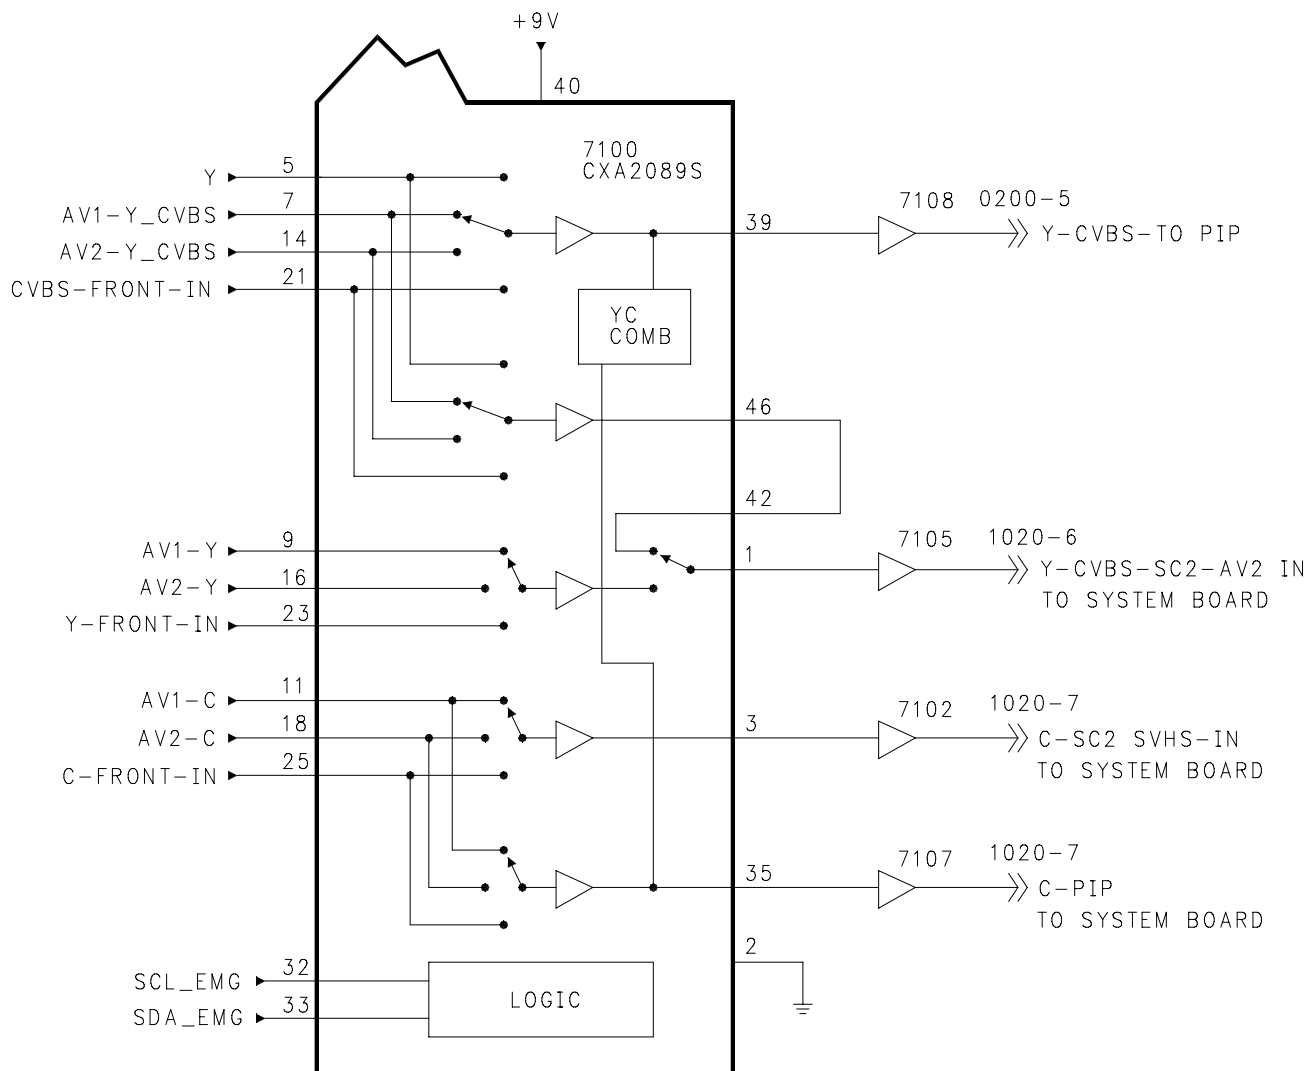 +9V
40
7100
CXA2089S
Y
5
AV1-Y_CVBS
7
AV2-Y_CVBS
14
CVBS-FRONT-IN
21
39
7108
0200-5
Y-CVBS-TO PIP
YC
COMB
46
42
AV1-Y
9
AV2-Y
16
Y-FRONT-IN
23
1
7105
1020-6
Y-CVBS-SC2-AV2 IN
TO SYSTEM BOARD
AV1-C
11
AV2-C
18
C-FRONT-IN
25
3
7102
1020-7
C-SC2 SVHS-IN
TO SYSTEM BOARD
35
7107
1020-7
C-PIP
TO SYSTEM BOARD
2
SCL_EMG
32
SDA_EMG
33
LOGIC